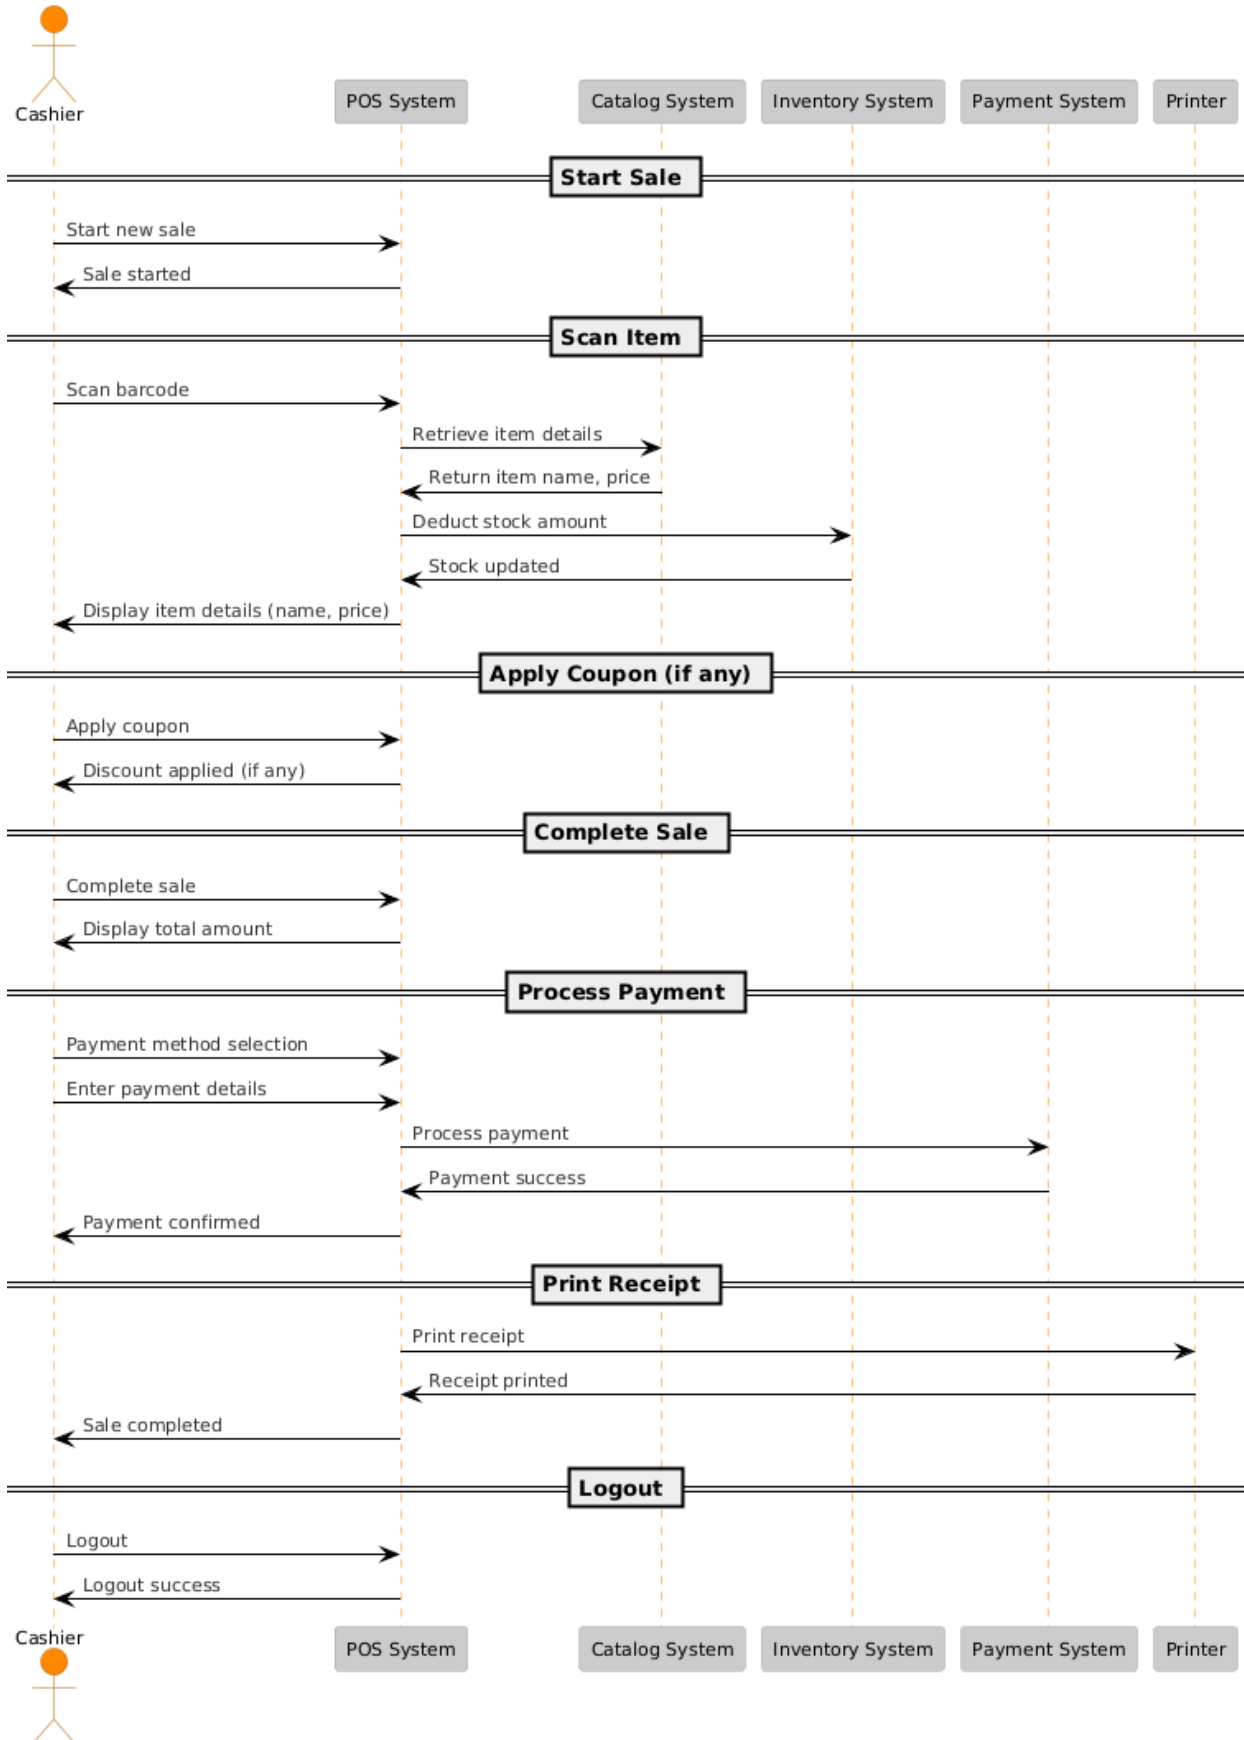 Cashier
POS System
Catalog System
Inventory System
Payment System
Printer
Start Sale
Start new sale
Sale started
Scan Item
Scan barcode
Retrieve item details
Return item name, price
Deduct stock amount
Stock updated
Display item details (name, price)
Apply Coupon (if any)
Apply coupon
Discount applied (if any)
Complete Sale
Complete sale
Display total amount
Process Payment
Payment method selection
Enter payment details
Process payment
Payment success
Payment confirmed
Print Receipt
Print receipt
Receipt printed
Sale completed
Logout
Logout
Logout success
Cashier
POS System
Catalog System
Inventory System
Payment System
Printer